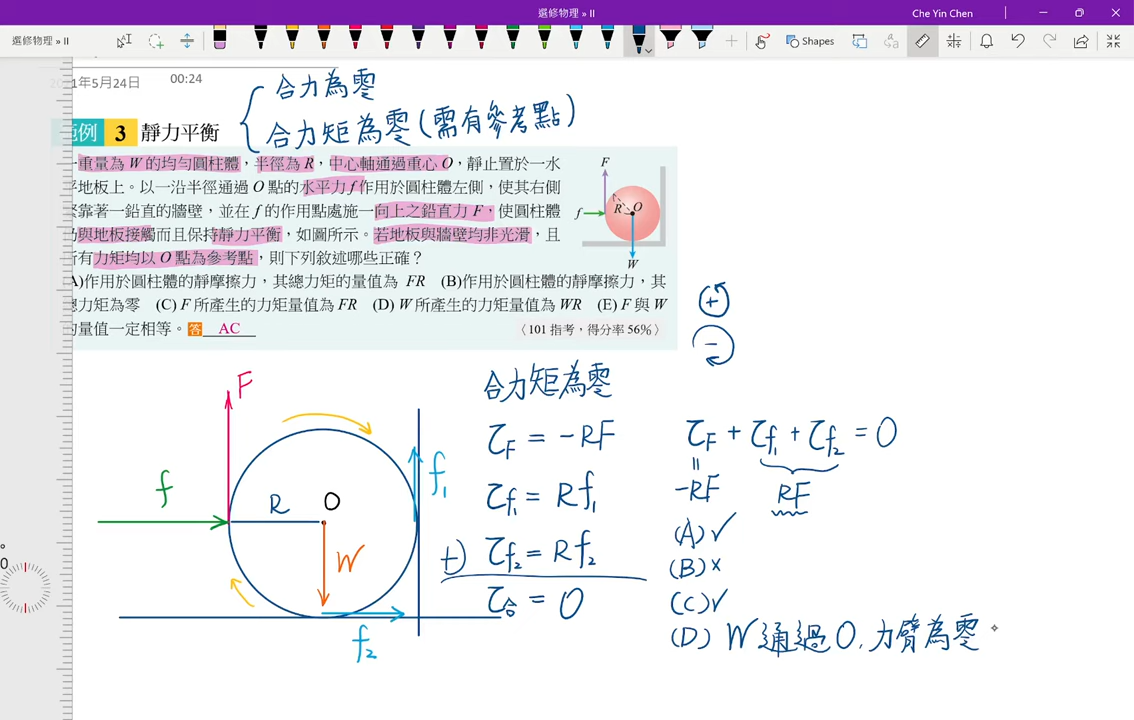 選修物理 » II
Che Yin Chen
選修物理 » II
Shapes
1年5月24日
00:24
合力為零
合力矩為零(需有參考點)
範例 3 靜力平衡
重量為 W 的均勻圓柱體,半徑為 R,中心軸通過重心 O,靜止置於一水
地板上。以一沿半徑通過 O 點的水平力 f 作用於圓柱體左側,使其右側
靠著一鉛直的牆壁,並在 f 的作用點處施一向上之鉛直力 F,使圓柱體
與地板接觸而且保持靜力平衡,如圖所示。若地板與牆壁均非光滑,且
所有力矩均以 O 點為參考點,則下列敘述哪些正確?
A)作用於圓柱體的靜摩擦力,其總力矩的量值為 FR (B)作用於圓柱體的靜摩擦力,其
總力矩為零 (C) F 所產生的力矩量值為 FR (D) W 所產生的力矩量值為 WR (E) F 與 W
的量值一定相等。答 AC
〈101 指考,得分率 56%〉
F
f
R
O
W
+
−
F
f
R
O
W
f₁
f₂
合力矩為零
τF = −RF
τf₁ = Rf₁
+) τf₂ = Rf₂
τ合 = 0
τF + τf₁ + τf₂ = 0
=
−RF
RF
(A)✓
(B)×
(C)✓
(D) W通過O, 力臂為零
°
0